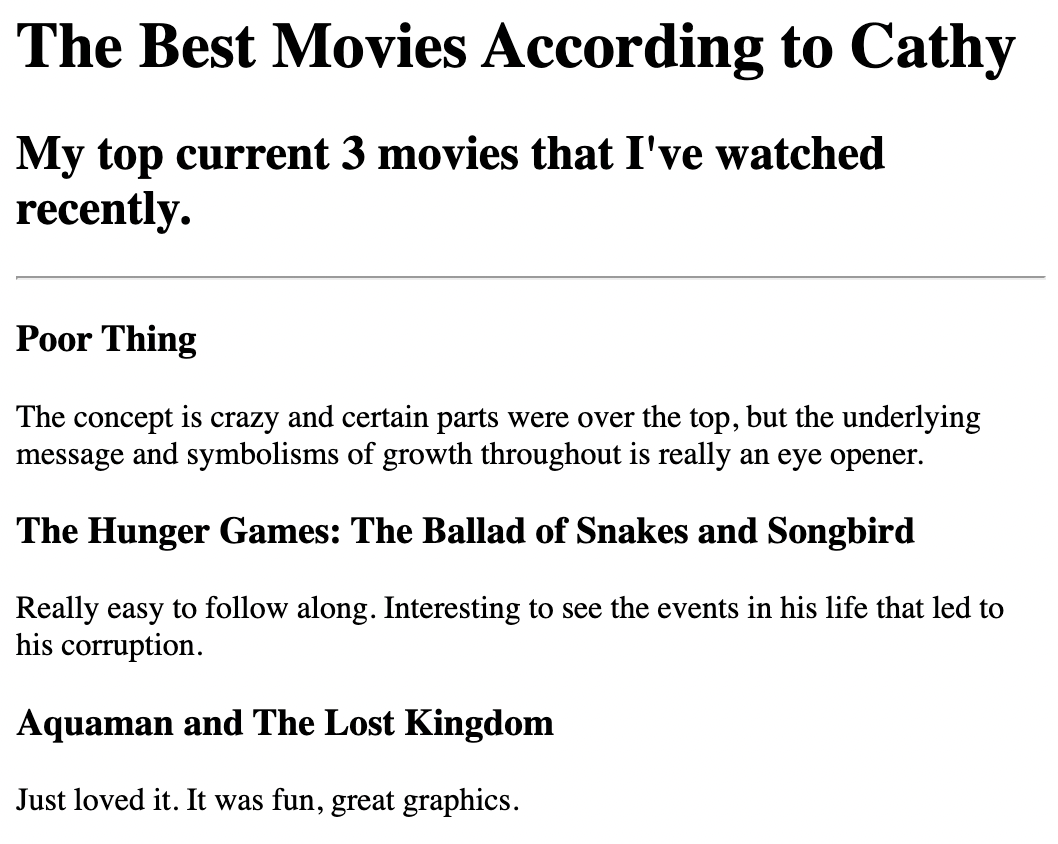 The Best Movies According to Cathy
My top current 3 movies that I've watched
recently.
Poor Thing
The concept is crazy and certain parts were over the top, but the underlying
message and symbolisms of growth throughout is really an eye opener.
The Hunger Games: The Ballad of Snakes and Songbird
Really easy to follow along. Interesting to see the events in his life that led to
his corruption.
Aquaman and The Lost Kingdom
Just loved it. It was fun, great graphics.